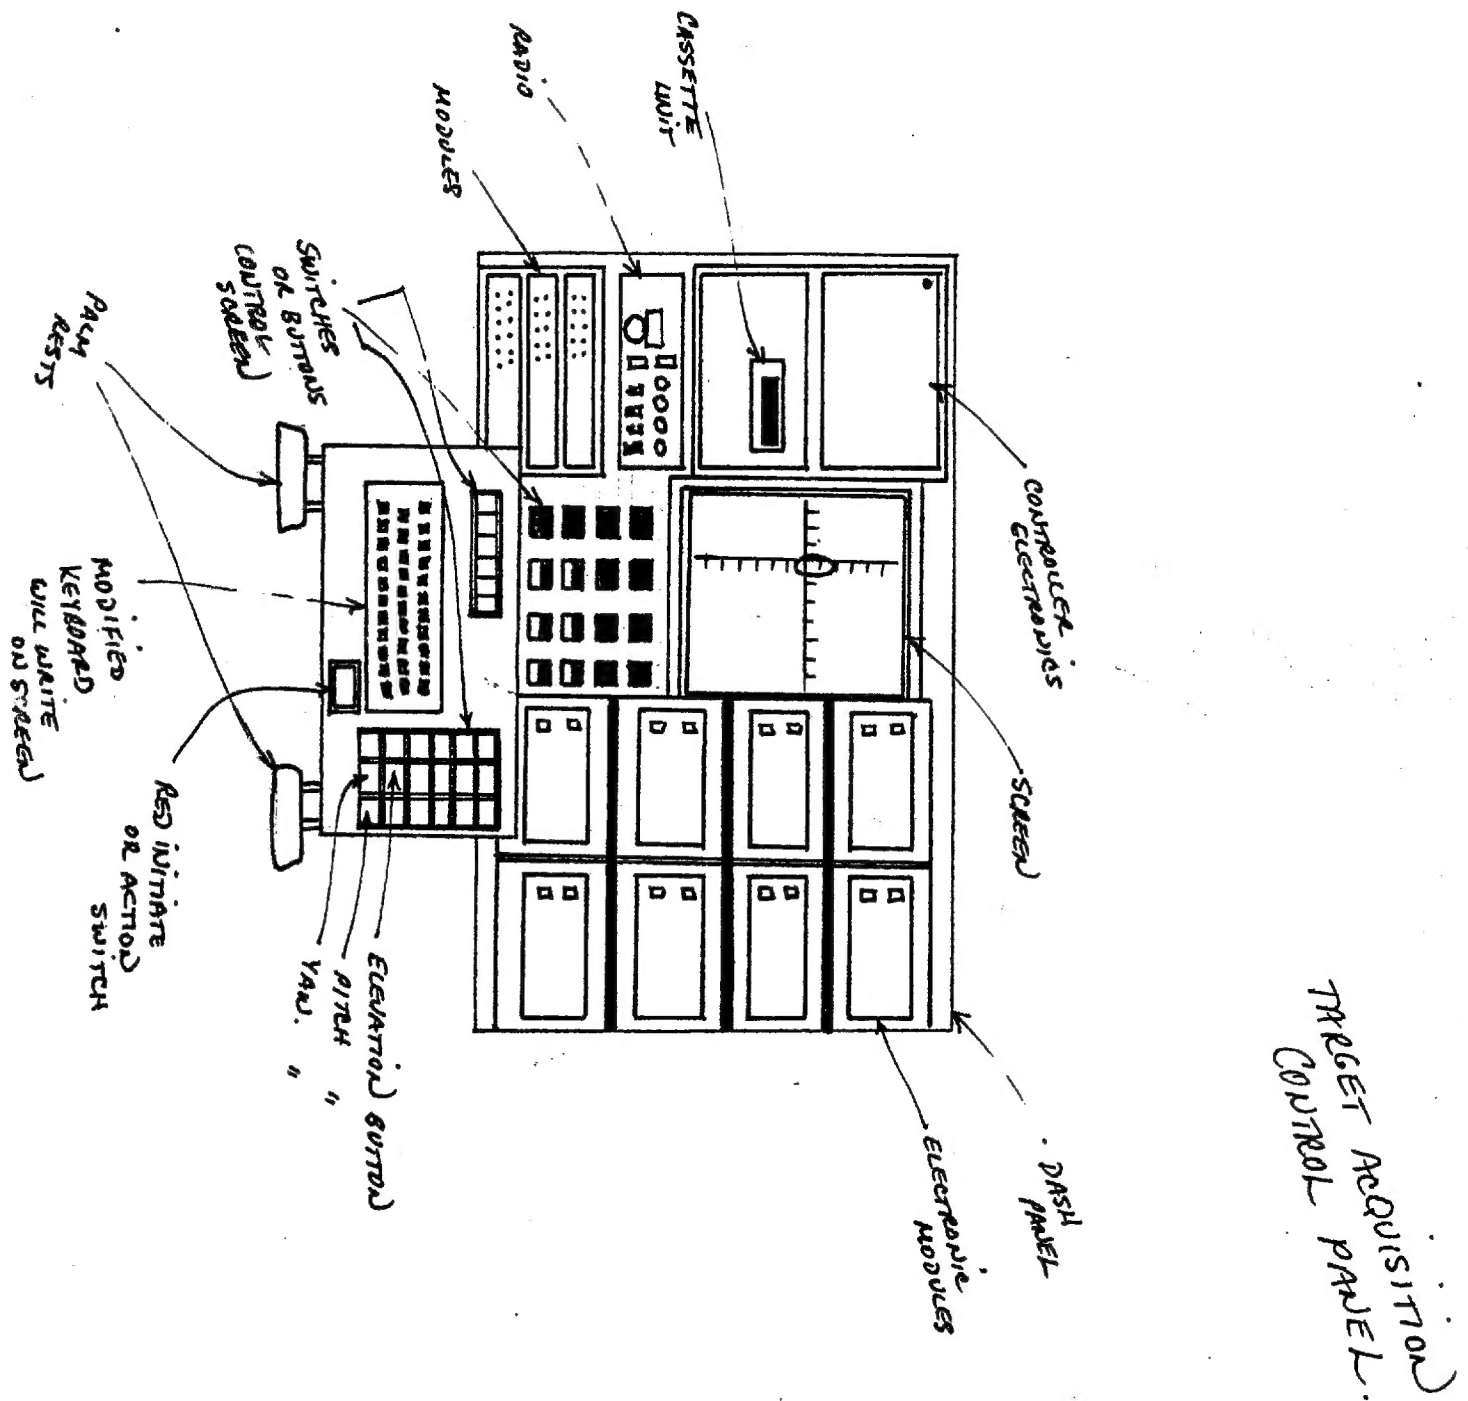 TARGET ACQUISITION
CONTROL PANEL.
DASH
PANEL
ELECTRONIC
MODULES
CONTROLLER
ELECTRONICS
SCREEN
CASSETTE
UNIT
RADIO
MODULES
SWITCHES
OR BUTTONS
CONTROL
SCREEN
PALM
RESTS
MODIFIED
KEYBOARD
WILL WRITE
ON SCREEN
RED INITIATE
OR ACTION
SWITCH
ELEVATION BUTTON
PITCH "
YAW. "